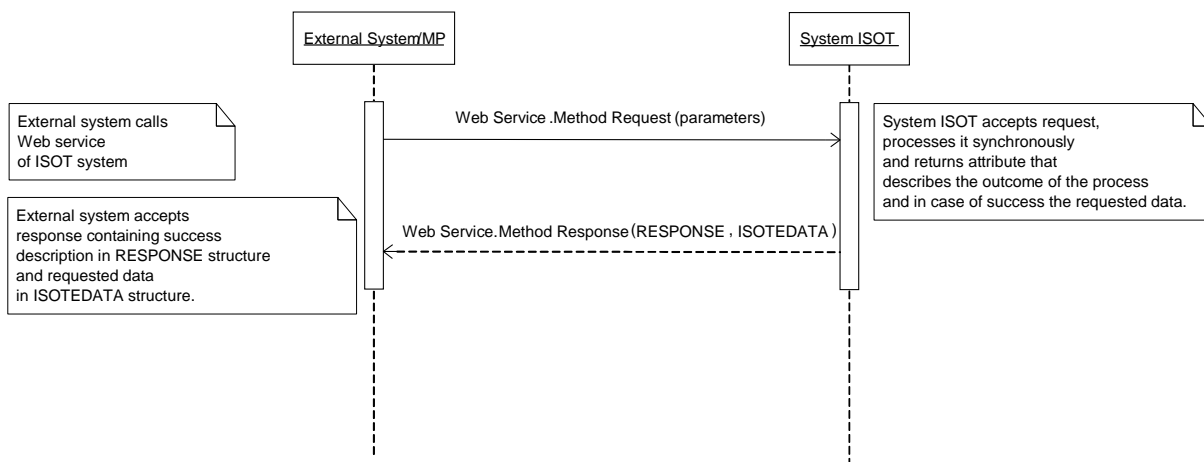 External System/MP
System ISOT
External system calls
Web service
of ISOT system
Web Service .Method Request (parameters)
System ISOT accepts request,
processes it synchronously
and returns attribute that
describes the outcome of the process
and in case of success the requested data.
External system accepts
response containing success
description in RESPONSE structure
and requested data
in ISOTEDATA structure.
Web Service.Method Response (RESPONSE , ISOTEDATA )